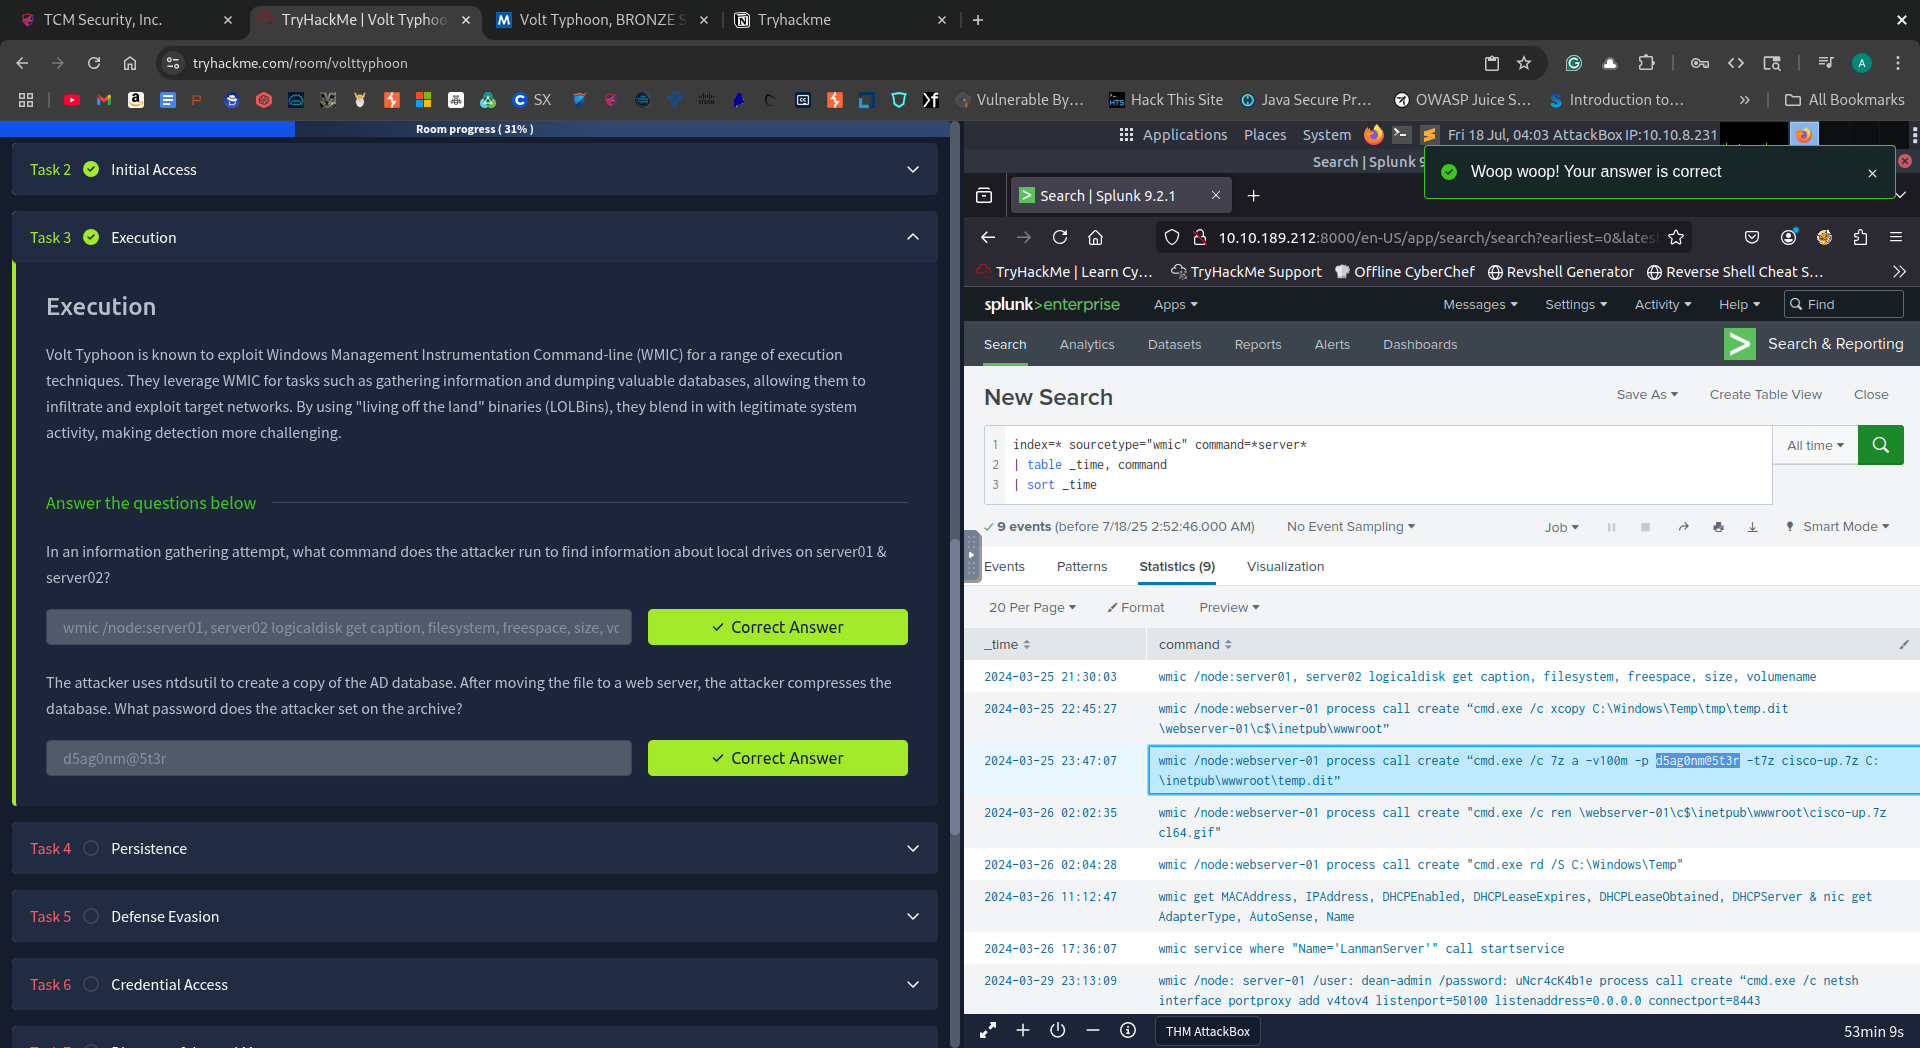 TCM Security, Inc.
TryHackMe | Volt Typhoo
Volt Typhoon, BRONZE S
Tryhackme
tryhackme.com/room/volttyphoon
A
SX
Vulnerable By…
Hack This Site
Java Secure Pr…
OWASP Juice S…
Introduction to…
All Bookmarks
Room progress ( 31% )
Task 2
Initial Access
Task 3
Execution
Execution
Volt Typhoon is known to exploit Windows Management Instrumentation Command-line (WMIC) for a range of execution
techniques. They leverage WMIC for tasks such as gathering information and dumping valuable databases, allowing them to
infiltrate and exploit target networks. By using "living off the land" binaries (LOLBins), they blend in with legitimate system
activity, making detection more challenging.
Answer the questions below
In an information gathering attempt, what command does the attacker run to find information about local drives on server01 &
server02?
wmic /node:server01, server02 logicaldisk get caption, filesystem, freespace, size, vc
Correct Answer
The attacker uses ntdsutil to create a copy of the AD database. After moving the file to a web server, the attacker compresses the
database. What password does the attacker set on the archive?
d5ag0nm@5t3r
Correct Answer
Task 4
Persistence
Task 5
Defense Evasion
Task 6
Credential Access
Applications
Places
System
Fri 18 Jul, 04:03
AttackBox IP:10.10.8.231
Search | Splunk 9
Woop woop! Your answer is correct
Search | Splunk 9.2.1
10.10.189.212:8000/en-US/app/search/search?earliest=0&lates
TryHackMe | Learn Cy…
TryHackMe Support
Offline CyberChef
Revshell Generator
Reverse Shell Cheat S…
splunk>enterprise
Apps
Messages
Settings
Activity
Help
Find
Search
Analytics
Datasets
Reports
Alerts
Dashboards
Search & Reporting
New Search
Save As
Create Table View
Close
1 index=* sourcetype="wmic" command=*server*
2 | table _time, command
3 | sort _time
All time
9 events (before 7/18/25 2:52:46.000 AM)
No Event Sampling
Job
Smart Mode
Events
Patterns
Statistics (9)
Visualization
20 Per Page
Format
Preview
_time
command
2024-03-25 21:30:03 wmic /node:server01, server02 logicaldisk get caption, filesystem, freespace, size, volumename
2024-03-25 22:45:27 wmic /node:webserver-01 process call create “cmd.exe /c xcopy C:\Windows\Temp\tmp\temp.dit
\webserver-01\c$\inetpub\wwwroot”
2024-03-25 23:47:07 wmic /node:webserver-01 process call create “cmd.exe /c 7z a -v100m -p d5ag0nm@5t3r -t7z cisco-up.7z C:
\inetpub\wwwroot\temp.dit”
2024-03-26 02:02:35 wmic /node:webserver-01 process call create "cmd.exe /c ren \webserver-01\c$\inetpub\wwwroot\cisco-up.7z
cl64.gif"
2024-03-26 02:04:28 wmic /node:webserver-01 process call create "cmd.exe rd /S C:\Windows\Temp"
2024-03-26 11:12:47 wmic get MACAddress, IPAddress, DHCPEnabled, DHCPLeaseExpires, DHCPLeaseObtained, DHCPServer & nic get
AdapterType, AutoSense, Name
2024-03-26 17:36:07 wmic service where "Name='LanmanServer'" call startservice
2024-03-29 23:13:09 wmic /node: server-01 /user: dean-admin /password: uNcr4cK4b1e process call create “cmd.exe /c netsh
interface portproxy add v4tov4 listenport=50100 listenaddress=0.0.0.0 connectport=8443
THM AttackBox
53min 9s